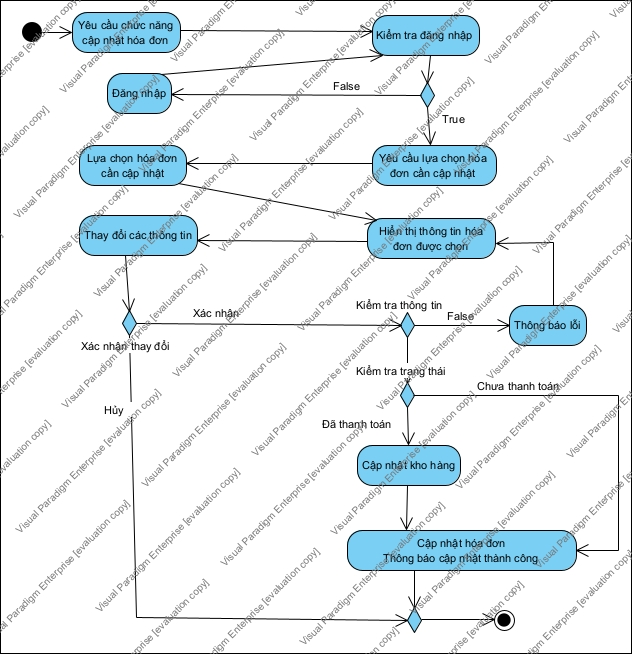 Yêu cầu chức năng
cập nhật hóa đơn
Kiểm tra đăng nhập
Đăng nhập
False
True
Lựa chọn hóa đơn
cần cập nhật
Yêu cầu lựa chọn hóa
đơn cần cập nhật
Thay đổi các thông tin
Hiển thị thông tin hóa
đơn được chọn
Xác nhận
Kiểm tra thông tin
False
Thông báo lỗi
Xác nhận thay đổi
Kiểm tra trạng thái
Chưa thanh toán
Hủy
Đã thanh toán
Cập nhật kho hàng
Cập nhật hóa đơn
Thông báo cập nhật thành công
Visual Paradigm Enterprise [evaluation copy]